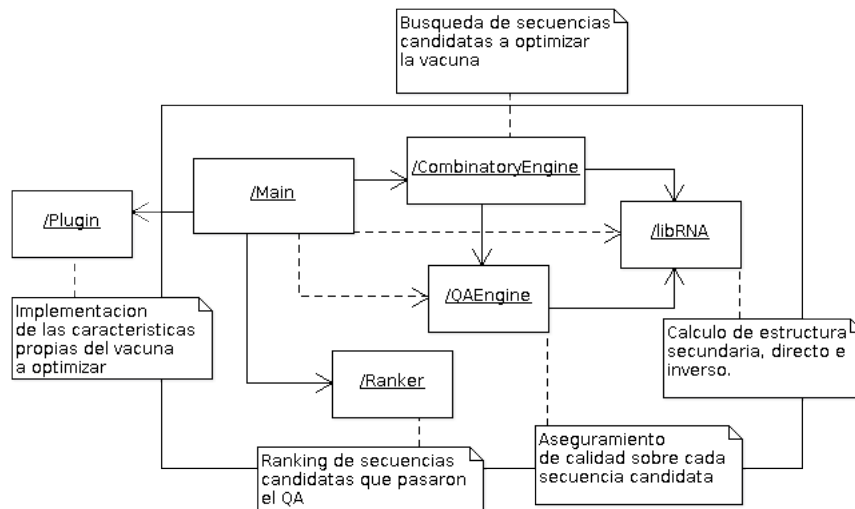 Busqueda de secuencias
candidatas a optimizar
la vacuna
/CombinatoryEngine
/Main
/Plugin
/libRNA
/QAEngine
Implementacion
de las caracteristicas
propias del vacuna
a optimizar
Calculo de estructura
secundaria, directo e
inverso.
/Ranker
Aseguramiento
de calidad sobre cada
secuencia candidata
Ranking de secuencias
candidatas que pasaron
el QA